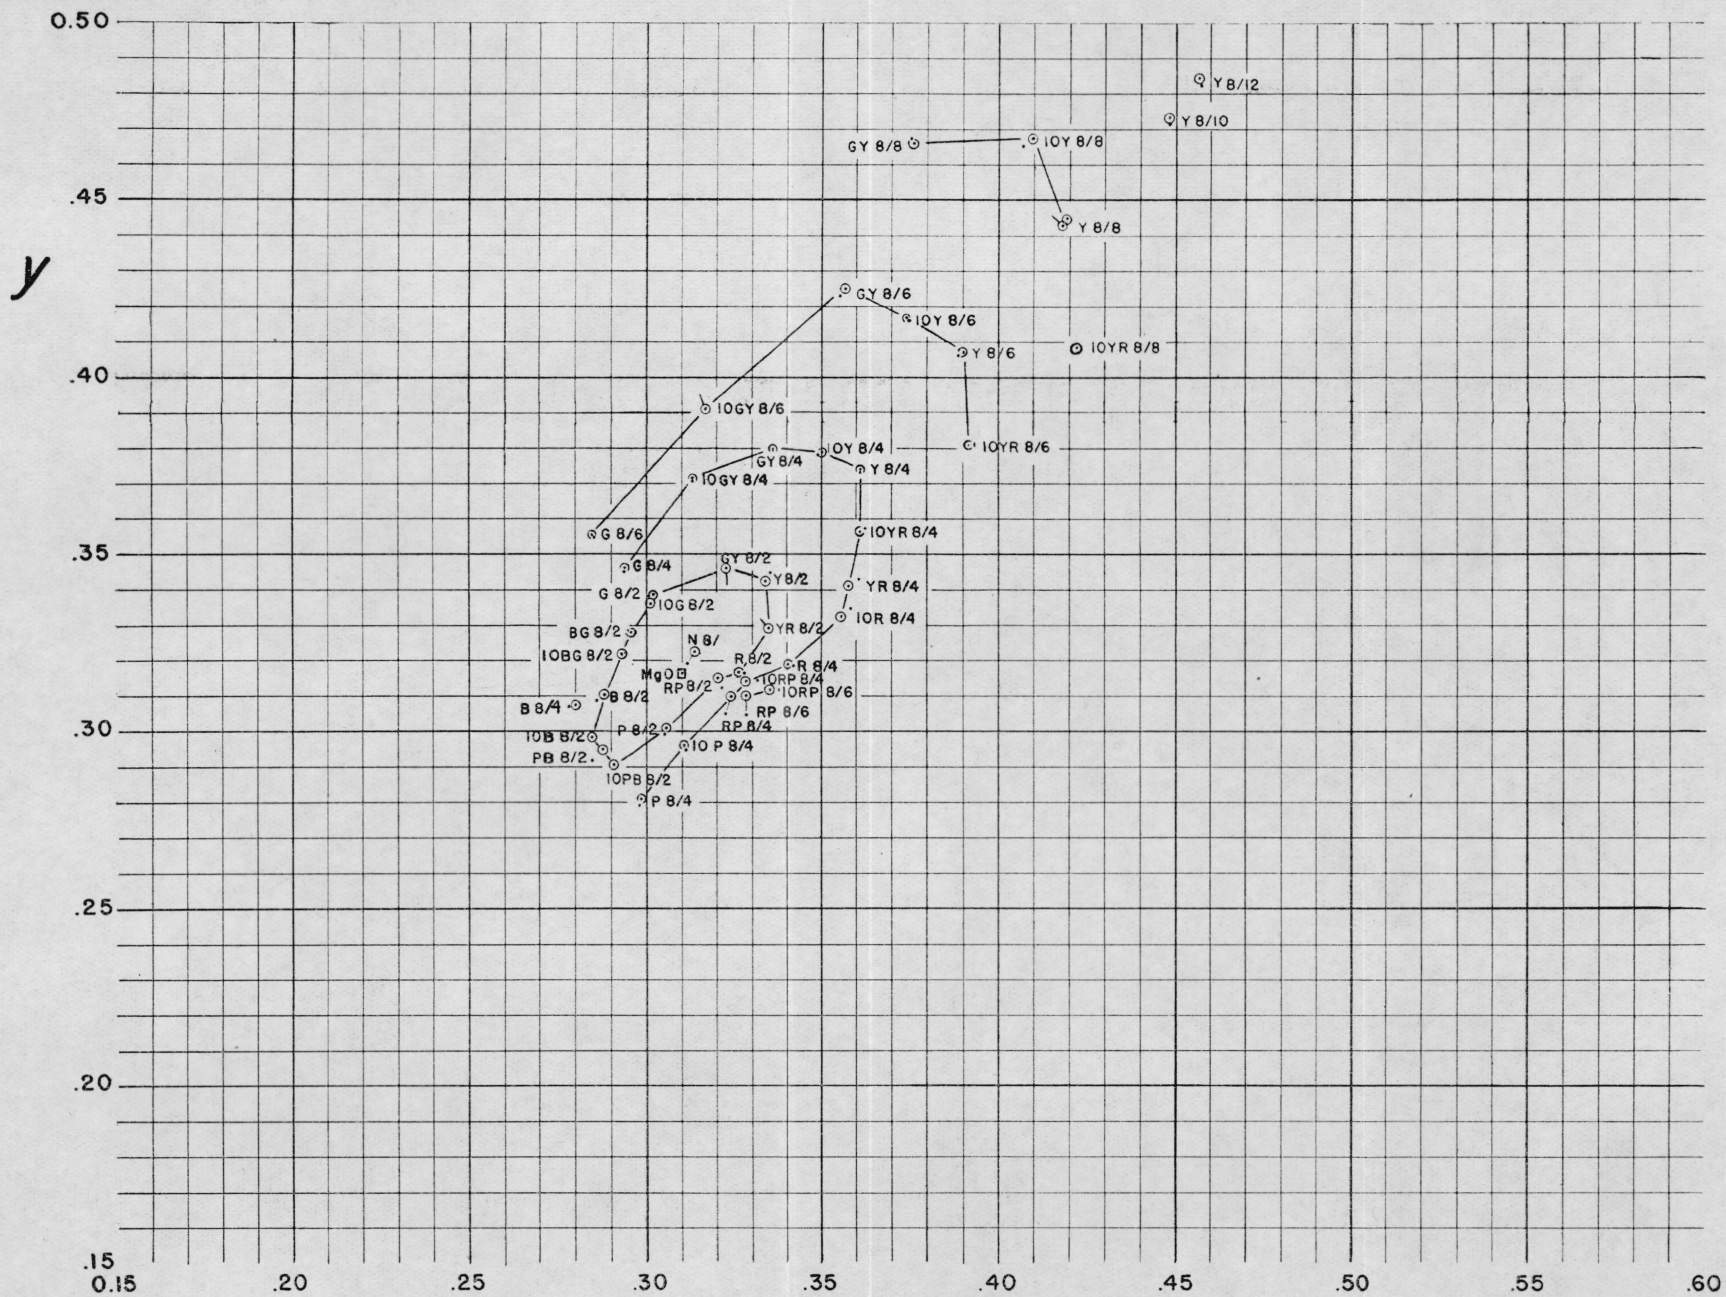 0.50
Y 8/12
Y 8/10
GY 8/8
10Y 8/8
.45
Y 8/8
y
GY 8/6
10Y 8/6
10YR 8/8
Y 8/6
.40
10GY 8/6
10YR 8/6
10Y 8/4
GY 8/4
Y 8/4
10GY 8/4
G 8/6
10YR 8/4
.35
GY 8/2
G 8/4
Y 8/2
YR 8/4
G 8/2
10G 8/2
10R 8/4
BG 8/2
YR 8/2
N 8/
10BG 8/2
R 8/2
R 8/4
MgO
10RP 8/4
RP 8/2
10RP 8/6
B 8/2
B 8/4
RP 8/6
RP 8/4
.30
P 8/2
10B 8/2
10 P 8/4
PB 8/2
10PB 8/2
P 8/4
.25
.20
.15
0.15 .20 .25 .30 .35 .40 .45 .50 .55 .60